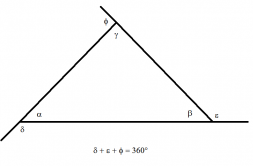 φ
γ
α
β
ε
δ
δ + ε + φ = 360°